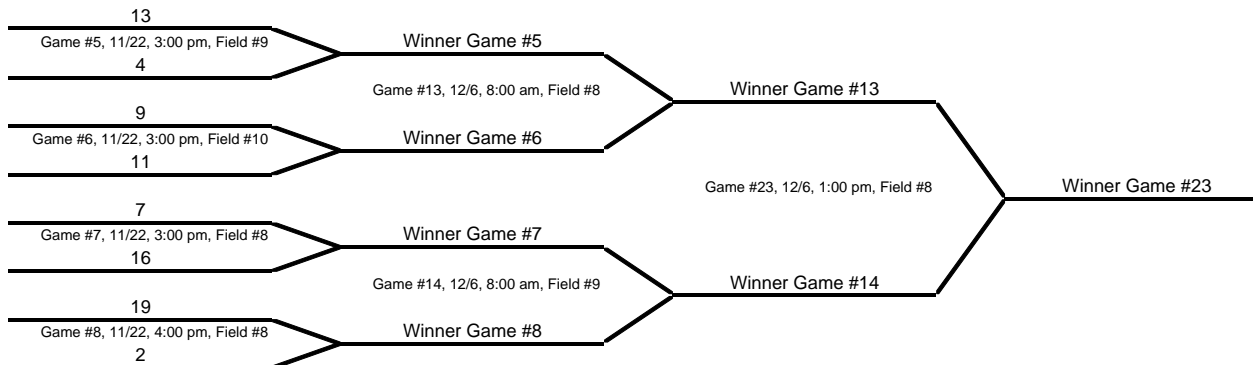 13
Game #5, 11/22, 3:00 pm, Field #9
4
Winner Game #5
Game #13, 12/6, 8:00 am, Field #8
Winner Game #13
9
Game #6, 11/22, 3:00 pm, Field #10
11
Winner Game #6
Game #23, 12/6, 1:00 pm, Field #8
Winner Game #23
7
Game #7, 11/22, 3:00 pm, Field #8
16
Winner Game #7
Game #14, 12/6, 8:00 am, Field #9
Winner Game #14
19
Game #8, 11/22, 4:00 pm, Field #8
2
Winner Game #8